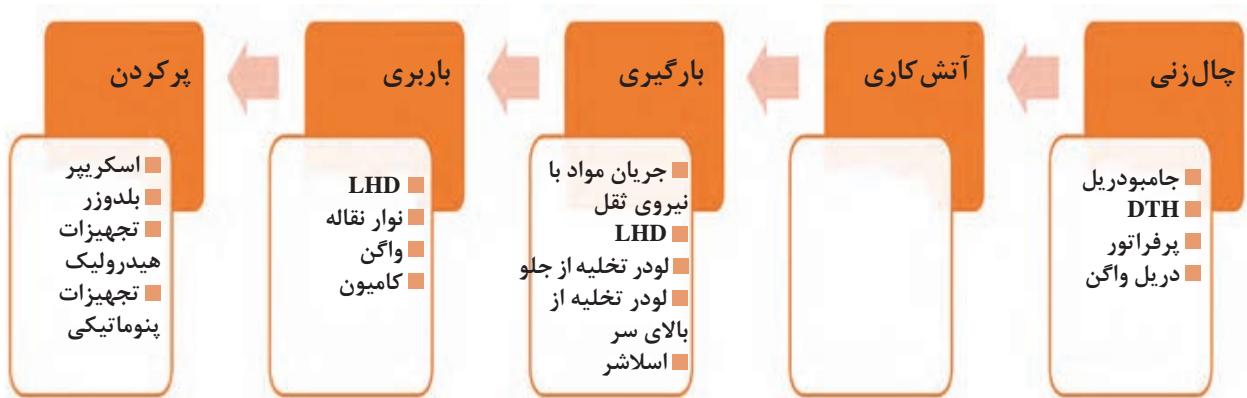 چال‌زنی
جامبودریل
DTH
پرفراتور
دریل واگن
آتش‌کاری
بارگیری
جریان مواد با
نیروی ثقل
LHD
لودر تخلیه از جلو
لودر تخلیه از
بالای سر
اسلاشر
باربری
LHD
نوار نقاله
واگن
کامیون
پرکردن
اسکریپر
بلدوزر
تجهیزات
هیدرولیک
تجهیزات
پنوماتیکی